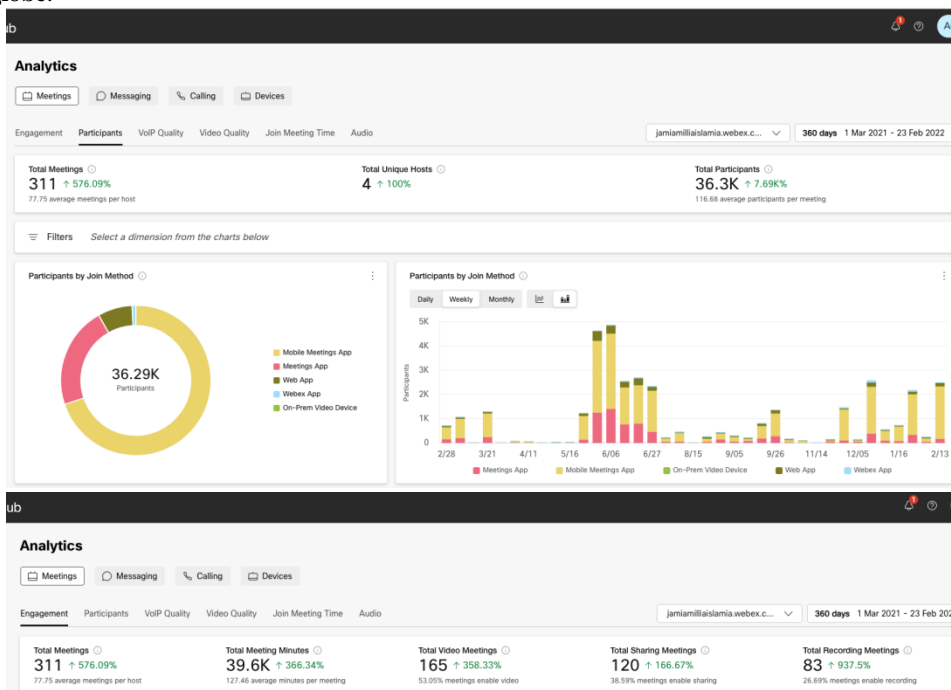 ub
Analytics
Meetings Messaging Calling Devices
Engagement Participants VoIP Quality Video Quality Join Meeting Time Audio jamiamilliaislamia.webex.c... 360 days 1 Mar 2021 - 23 Feb 2022
Total Meetings Total Unique Hosts Total Participants
311 ↑ 576.09% 4 ↑ 100% 36.3K ↑ 7.69K%
77.75 average meetings per host 116.68 average participants per meeting
Filters Select a dimension from the charts below
Participants by Join Method
36.29K
Participants
Mobile Meetings App
Meetings App
Web App
Webex App
On-Prem Video Device
Participants by Join Method
Daily Weekly Monthly
5K
4K
3K
2K
1K
0
Participants
2/28 3/21 4/11 5/16 6/06 6/27 8/15 9/05 9/26 11/14 12/05 1/16 2/13
Meetings App Mobile Meetings App On-Prem Video Device Web App Webex App
ub
Analytics
Meetings Messaging Calling Devices
Engagement Participants VoIP Quality Video Quality Join Meeting Time Audio jamiamilliaislamia.webex.c... 360 days 1 Mar 2021 - 23 Feb 202
Total Meetings Total Meeting Minutes Total Video Meetings Total Sharing Meetings Total Recording Meetings
311 ↑ 576.09% 39.6K ↑ 366.34% 165 ↑ 358.33% 120 ↑ 166.67% 83 ↑ 937.5%
77.75 average meetings per host 127.46 average minutes per meeting 53.05% meetings enable video 38.59% meetings enable sharing 26.69% meetings enable recording